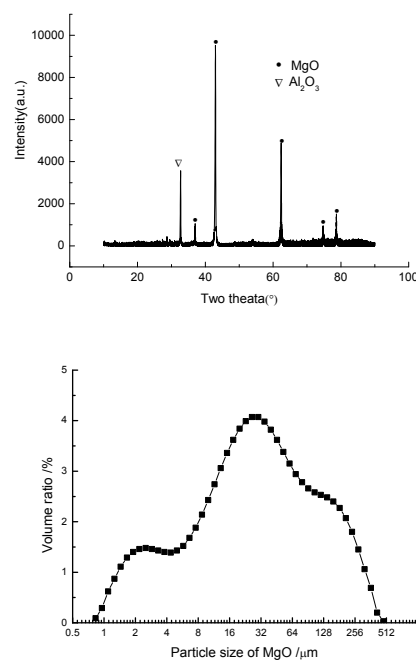 10000
8000
6000
4000
2000
0
Intensity(a.u.)
• MgO
▽ Al₂O₃
0 20 40 60 80 100
Two theata(°)
5
4
3
2
1
0
Volume ratio /%
0.5 1 2 4 8 16 32 64 128 256 512
Particle size of MgO /μm